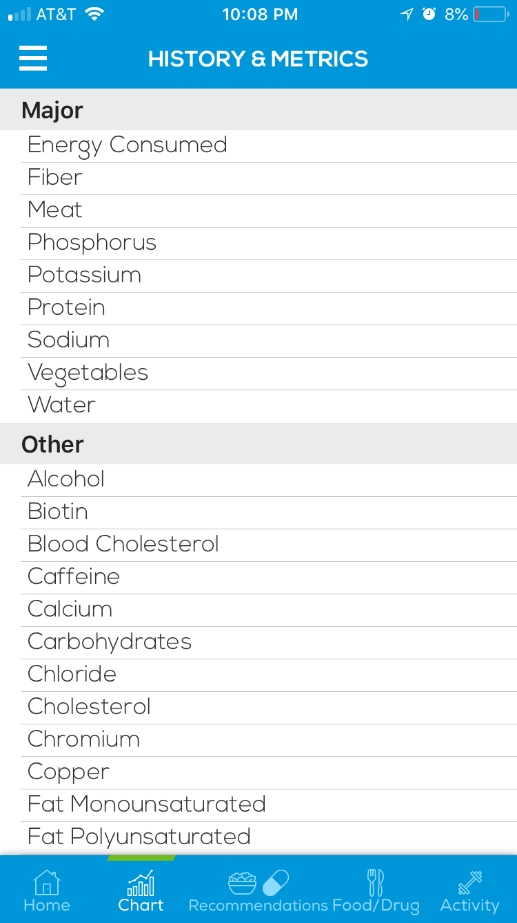 AT&T 10:08 PM 8%
HISTORY & METRICS
Major
Energy Consumed
Fiber
Meat
Phosphorus
Potassium
Protein
Sodium
Vegetables
Water
Other
Alcohol
Biotin
Blood Cholesterol
Caffeine
Calcium
Carbohydrates
Chloride
Cholesterol
Chromium
Copper
Fat Monounsaturated
Fat Polyunsaturated
Home Chart Recommendations Food/Drug Activity